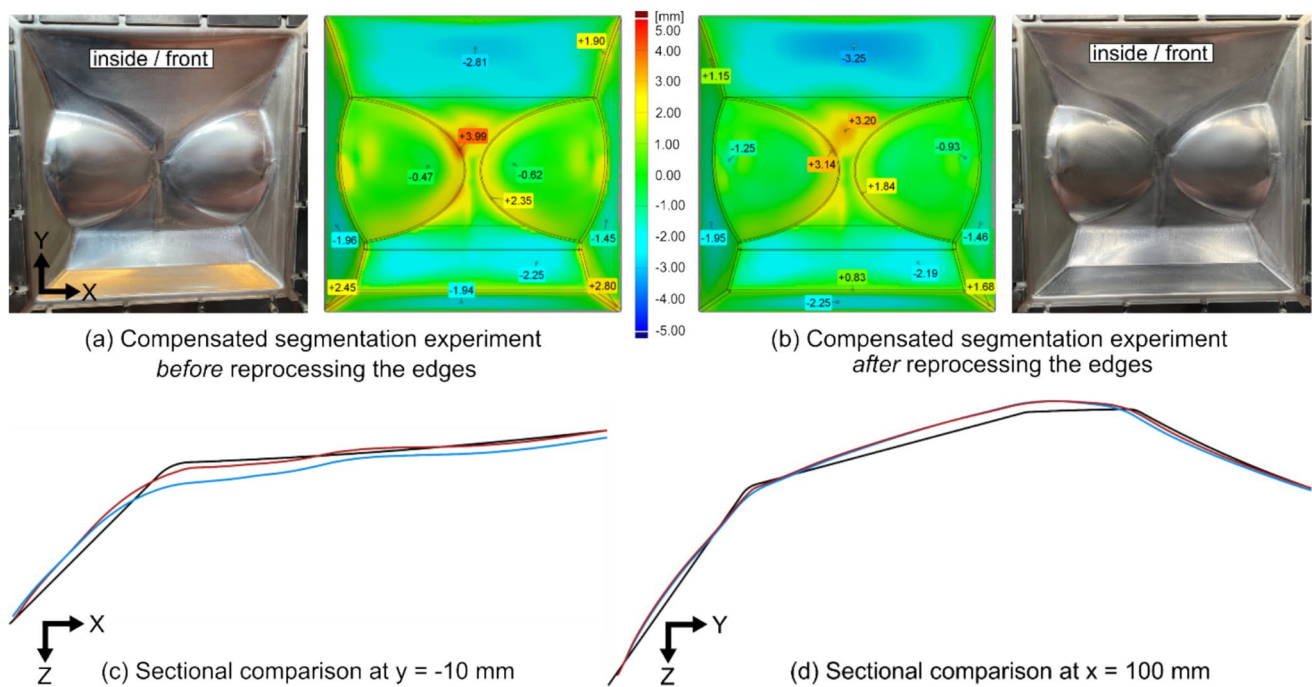 inside / front
Y
X
-2.81
+1.90
+3.99
-0.47
-0.62
+2.35
-1.96
-1.45
-2.25
+2.45
-1.94
+2.80
[mm]
5.00
4.00
3.00
2.00
1.00
0.00
-1.00
-2.00
-3.00
-4.00
-5.00
-3.25
+1.15
+3.20
-1.25
-0.93
+3.14
+1.84
-1.95
-1.46
-2.19
+0.83
+1.68
-2.25
inside / front
(a) Compensated segmentation experiment
before reprocessing the edges
(b) Compensated segmentation experiment
after reprocessing the edges
X
Z
(c) Sectional comparison at y = -10 mm
Y
Z
(d) Sectional comparison at x = 100 mm